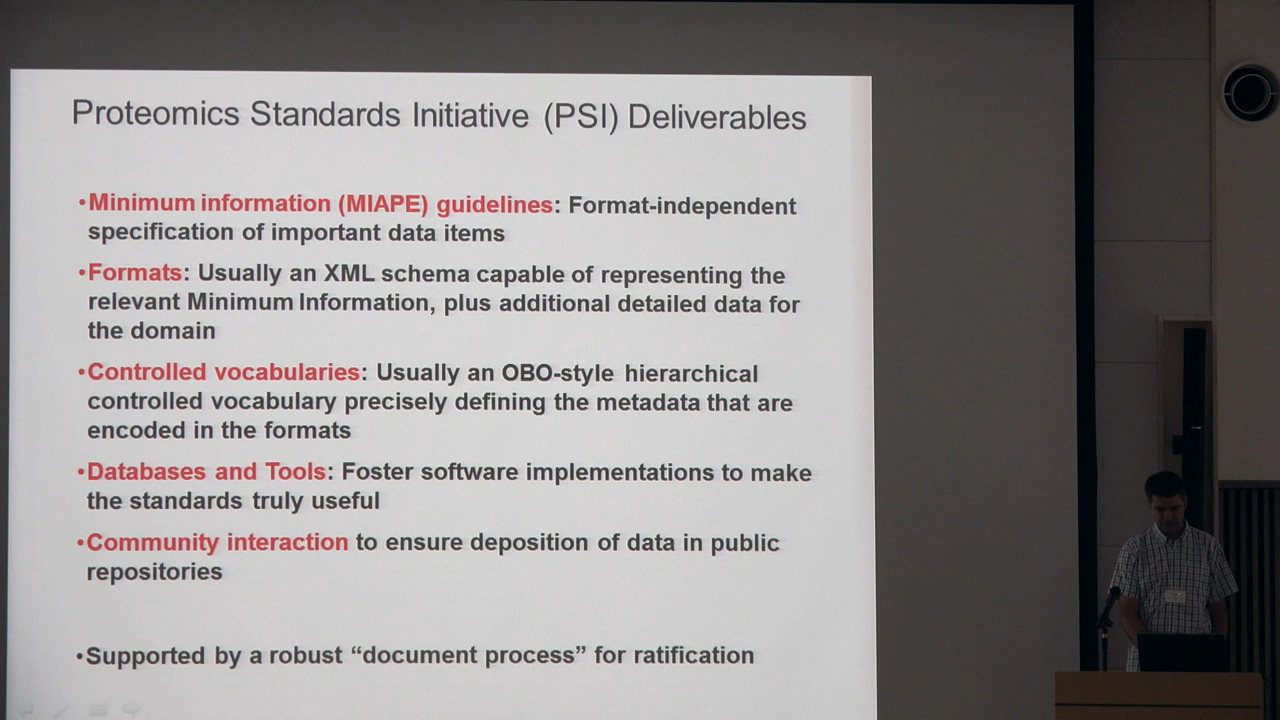 Proteomics Standards Initiative (PSI) Deliverables
•Minimum information (MIAPE) guidelines: Format-independent
specification of important data items
•Formats: Usually an XML schema capable of representing the
relevant Minimum Information, plus additional detailed data for
the domain
•Controlled vocabularies: Usually an OBO-style hierarchical
controlled vocabulary precisely defining the metadata that are
encoded in the formats
•Databases and Tools: Foster software implementations to make
the standards truly useful
•Community interaction to ensure deposition of data in public
repositories
•Supported by a robust “document process” for ratification